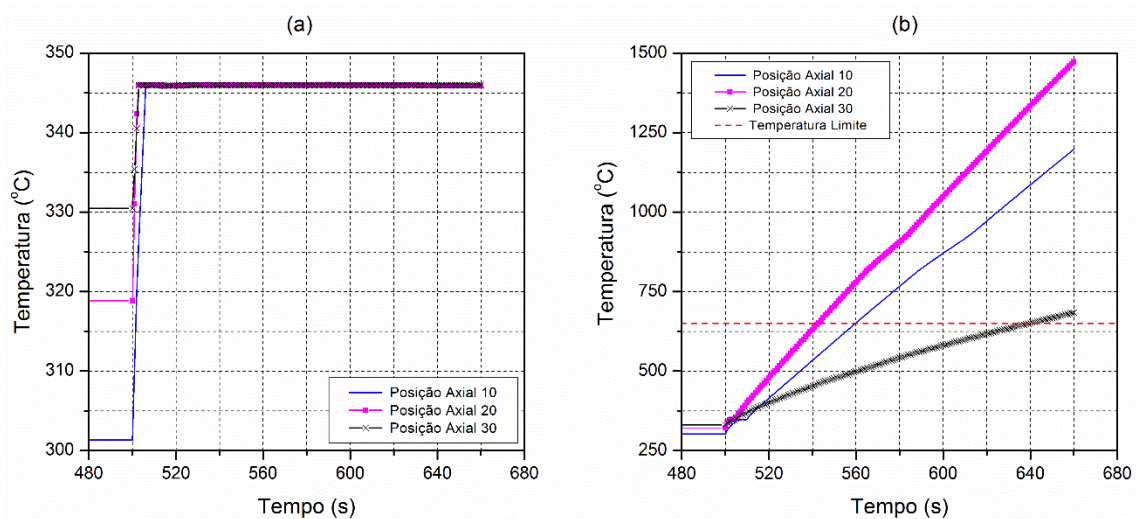 (a)
350
340
330
320
310
300
480 520 560 600 640 680
Temperatura (°C)
Tempo (s)
Posição Axial 10
Posição Axial 20
Posição Axial 30
(b)
1500
1250
1000
750
500
250
480 520 560 600 640 680
Temperatura (°C)
Tempo (s)
Posição Axial 10
Posição Axial 20
Posição Axial 30
Temperatura Limite